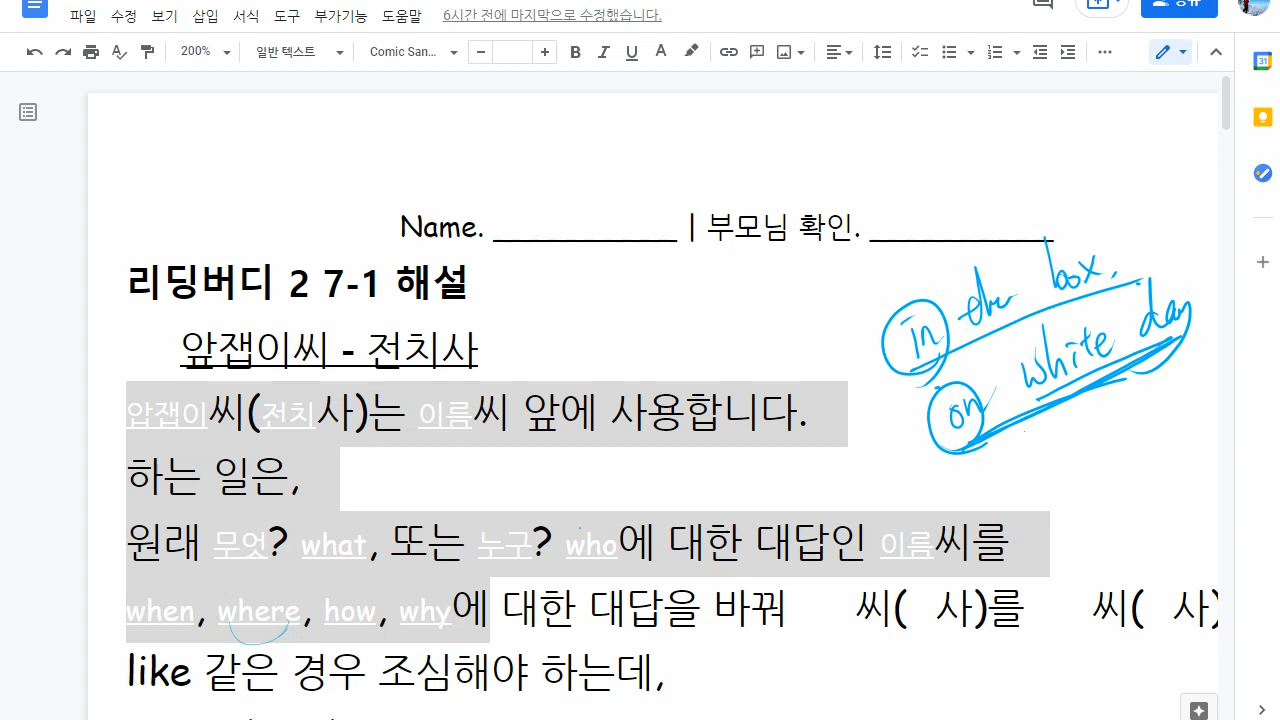 파일 수정 보기 삽입 서식 도구 부가기능 도움말 6시간 전에 마지막으로 수정했습니다.
200% 일반 텍스트 Comic San... B I U A
31
Name. ___________ | 부모님 확인. ___________
리딩버디 2 7-1 해설
in the box.
앞잽이씨 - 전치사
on white day
압잽이씨(전치사)는 이름씨 앞에 사용합니다.
하는 일은,
원래 무엇? what, 또는 누구? who에 대한 대답인 이름씨를
when, where, how, why에 대한 대답을 바꿔 씨( 사)를 씨( 사)
like 같은 경우 조심해야 하는데,